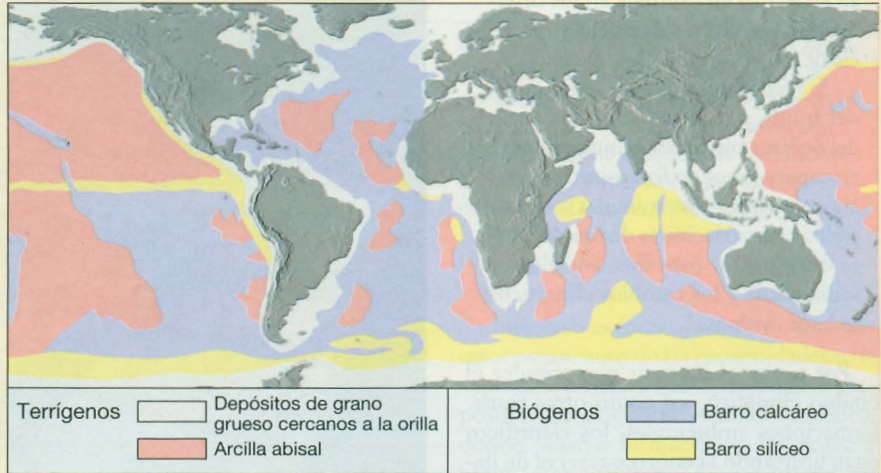 Terrígenos
Depósitos de grano
grueso cercanos a la orilla
Arcilla abisal
Biógenos
Barro calcáreo
Barro silíceo